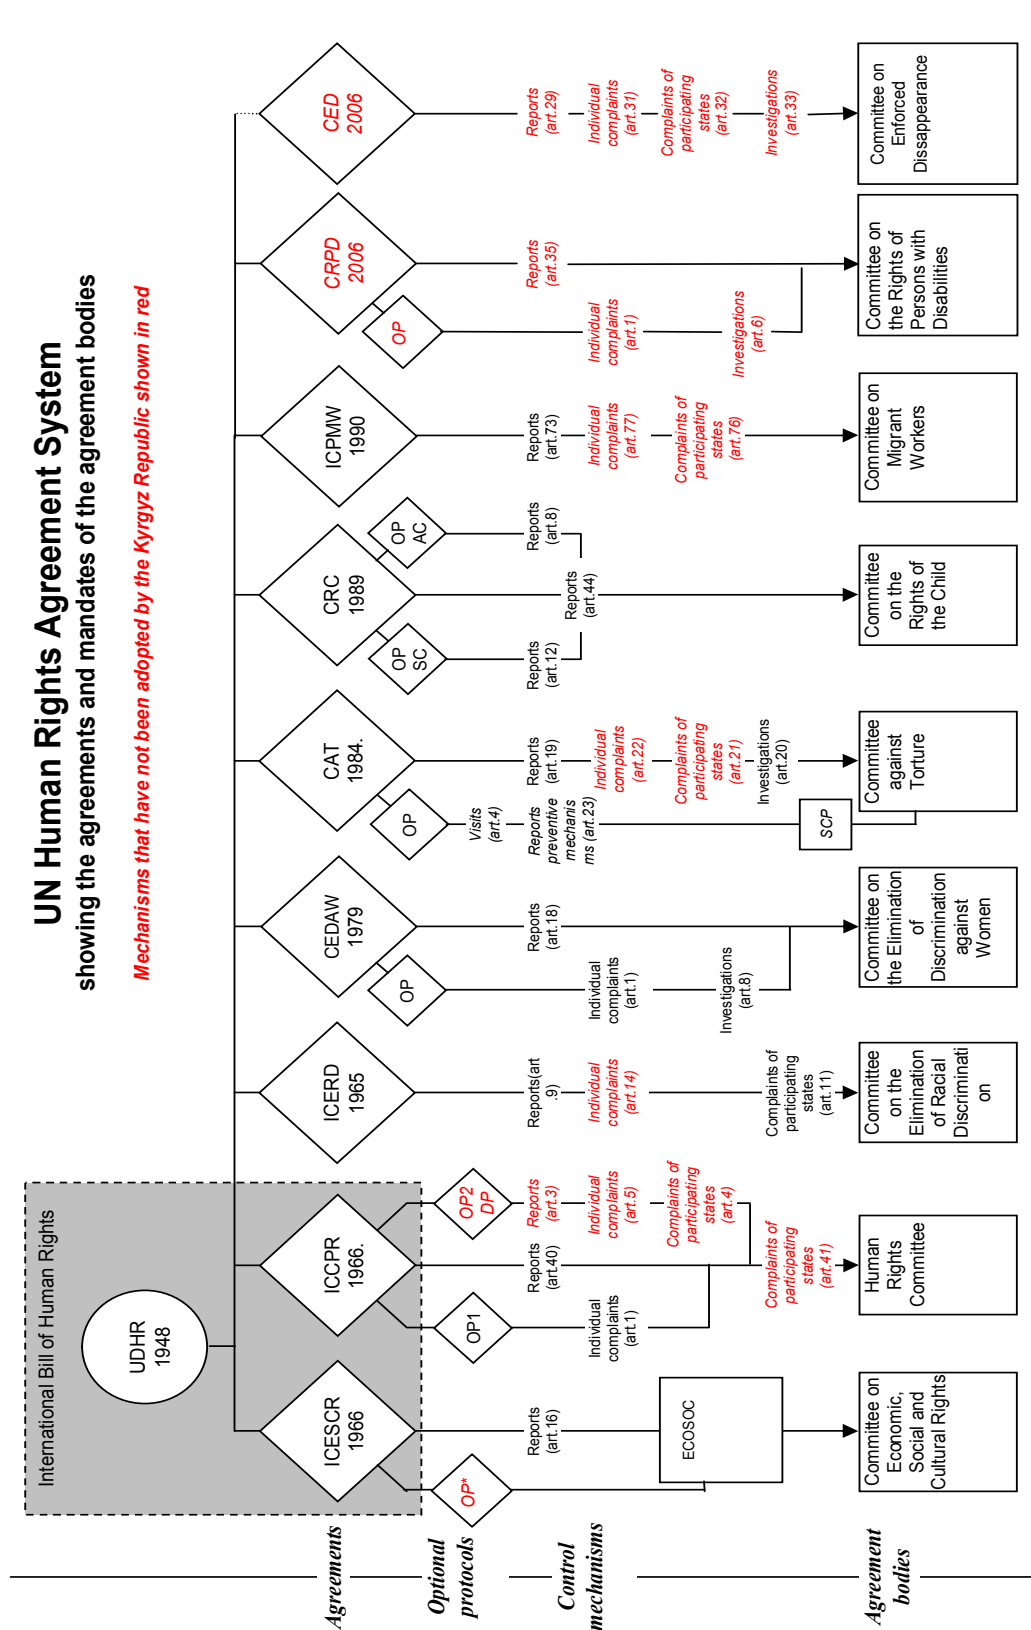 UN Human Rights Agreement System
showing the agreements and mandates of the agreement bodies
Mechanisms that have not been adopted by the Kyrgyz Republic shown in red
International Bill of Human Rights
UDHR
1948
Agreements
ICESCR
1966
ICCPR
1966.
ICERD
1965
CEDAW
1979
CAT
1984.
CRC
1989
ICPMW
1990
CRPD
2006
CED
2006
Optional
protocols
OP*
OP1
OP2
DP
OP
OP
OP
SC
OP
AC
OP
Control
mechanisms
Reports
(art.16)
ECOSOC
Individual
complaints
(art.1)
Reports
(art.40)
Reports
(art.3)
Individual
complaints
(art.5)
Complaints of
participating
states
(art.4)
Complaints of
participating
states
(art.41)
Reports(art
.9)
Individual
complaints
(art.14)
Complaints of
participating
states
(art.11)
Individual
complaints
(art.1)
Investigations
(art.8)
Reports
(art.18)
Visits
(art.4)
Reports
preventive
mechanis
ms (art.23)
SCP
Reports
(art.19)
Individual
complaints
(art.22)
Complaints of
participating
states
(art.21)
Investigations
(art.20)
Reports
(art.12)
Reports
(art.44)
Reports
(art.8)
Reports
(art.73)
Individual
complaints
(art.77)
Complaints of
participating
states
(art.76)
Individual
complaints
(art.1)
Investigations
(art.6)
Reports
(art.35)
Reports
(art.29)
Individual
complaints
(art.31)
Complaints of
participating
states
(art.32)
Investigations
(art.33)
Agreement
bodies
Committee on
Economic,
Social and
Cultural Rights
Human
Rights
Committee
Committee
on the
Elimination
of Racial
Discriminati
on
Committee on
the Elimination
of
Discrimination
against
Women
Committee
against
Torture
Committee
on the
Rights of
the Child
Committee on
Migrant
Workers
Committee on
the Rights of
Persons with
Disabilities
Committee on
Enforced
Dissappearance